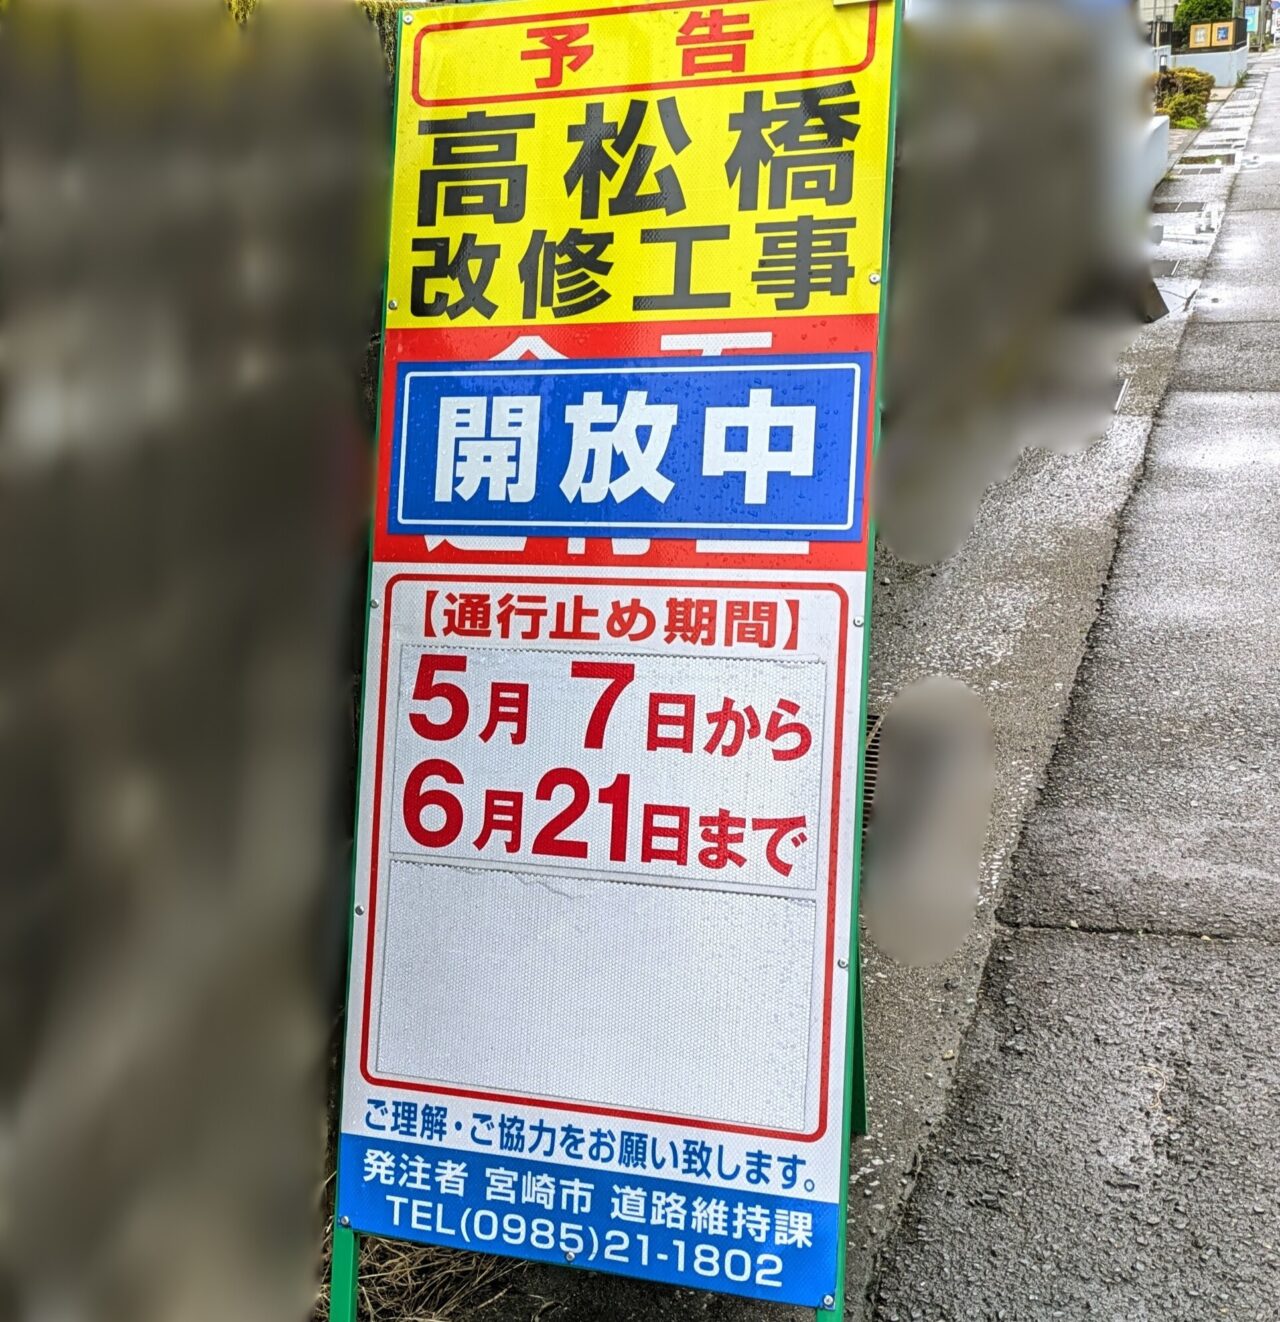 予告
高松橋
改修工事
開放中
【通行止め期間】
5月 7日から
6月21日まで
ご理解・ご協力をお願い致します。
発注者 宮崎市 道路維持課
TEL(0985)21-1802